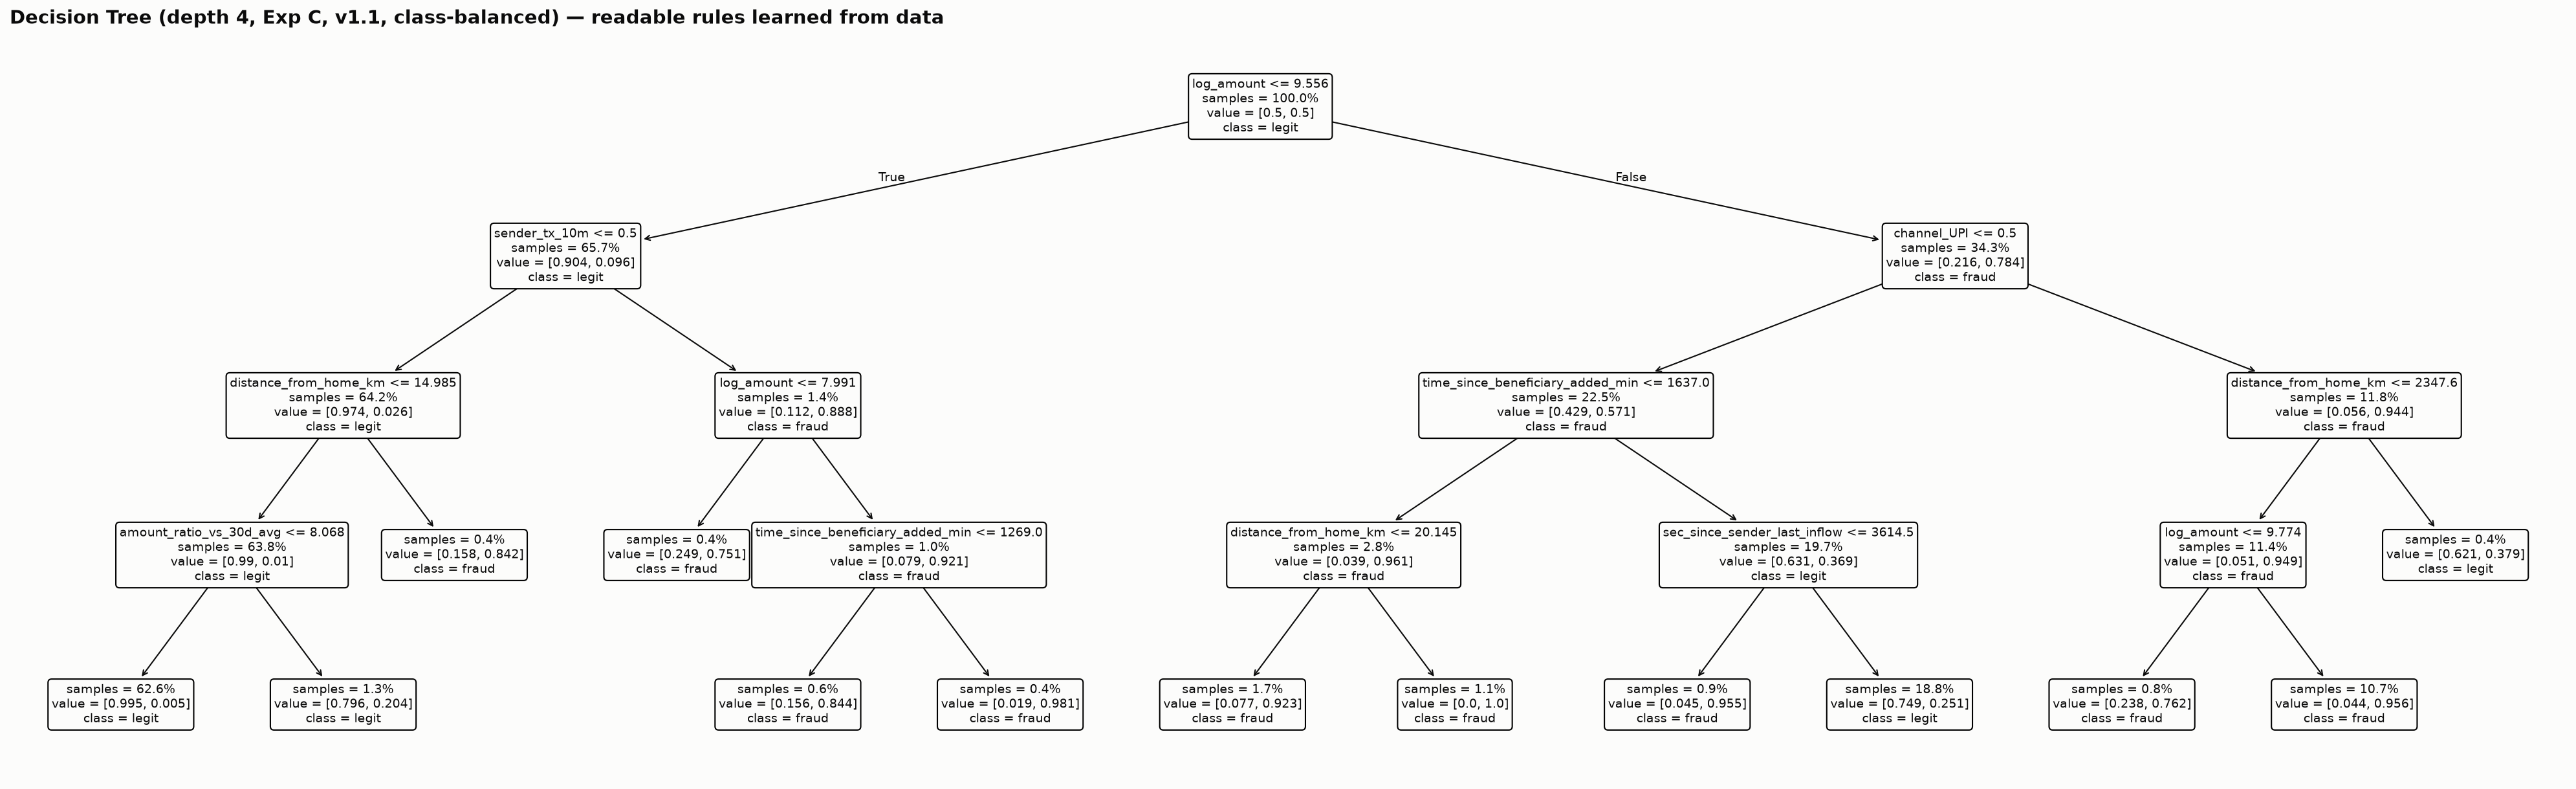 Decision Tree (depth 4, Exp C, v1.1, class-balanced) — readable rules learned from data
log_amount <= 9.556
samples = 100.0%
value = [0.5, 0.5]
class = legit
True
False
sender_tx_10m <= 0.5
samples = 65.7%
value = [0.904, 0.096]
class = legit
channel_UPI <= 0.5
samples = 34.3%
value = [0.216, 0.784]
class = fraud
distance_from_home_km <= 14.985
samples = 64.2%
value = [0.974, 0.026]
class = legit
log_amount <= 7.991
samples = 1.4%
value = [0.112, 0.888]
class = fraud
time_since_beneficiary_added_min <= 1637.0
samples = 22.5%
value = [0.429, 0.571]
class = fraud
distance_from_home_km <= 2347.6
samples = 11.8%
value = [0.056, 0.944]
class = fraud
amount_ratio_vs_30d_avg <= 8.068
samples = 63.8%
value = [0.99, 0.01]
class = legit
samples = 0.4%
value = [0.158, 0.842]
class = fraud
samples = 0.4%
value = [0.249, 0.751]
class = fraud
time_since_beneficiary_added_min <= 1269.0
samples = 1.0%
value = [0.079, 0.921]
class = fraud
distance_from_home_km <= 20.145
samples = 2.8%
value = [0.039, 0.961]
class = fraud
sec_since_sender_last_inflow <= 3614.5
samples = 19.7%
value = [0.631, 0.369]
class = legit
log_amount <= 9.774
samples = 11.4%
value = [0.051, 0.949]
class = fraud
samples = 0.4%
value = [0.621, 0.379]
class = legit
samples = 62.6%
value = [0.995, 0.005]
class = legit
samples = 1.3%
value = [0.796, 0.204]
class = legit
samples = 0.6%
value = [0.156, 0.844]
class = fraud
samples = 0.4%
value = [0.019, 0.981]
class = fraud
samples = 1.7%
value = [0.077, 0.923]
class = fraud
samples = 1.1%
value = [0.0, 1.0]
class = fraud
samples = 0.9%
value = [0.045, 0.955]
class = fraud
samples = 18.8%
value = [0.749, 0.251]
class = legit
samples = 0.8%
value = [0.238, 0.762]
class = fraud
samples = 10.7%
value = [0.044, 0.956]
class = fraud